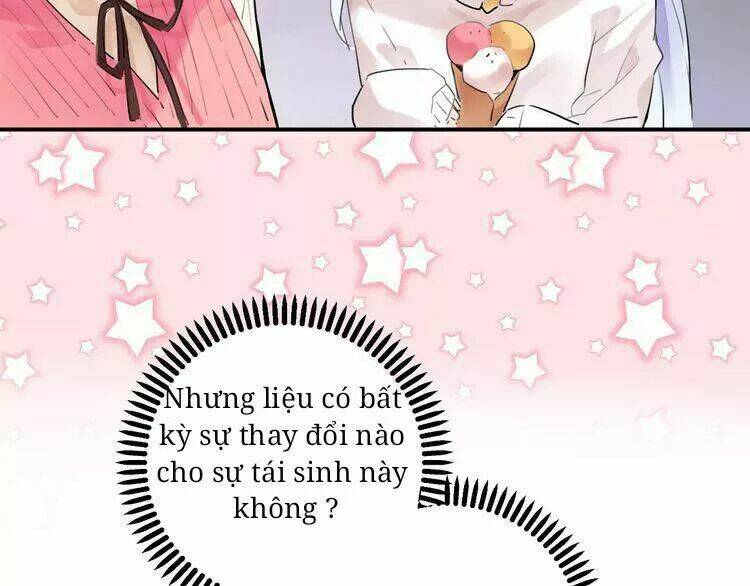 Nhưng liệu có bất
kỳ sự thay đổi nào
cho sự tái sinh này
không ?